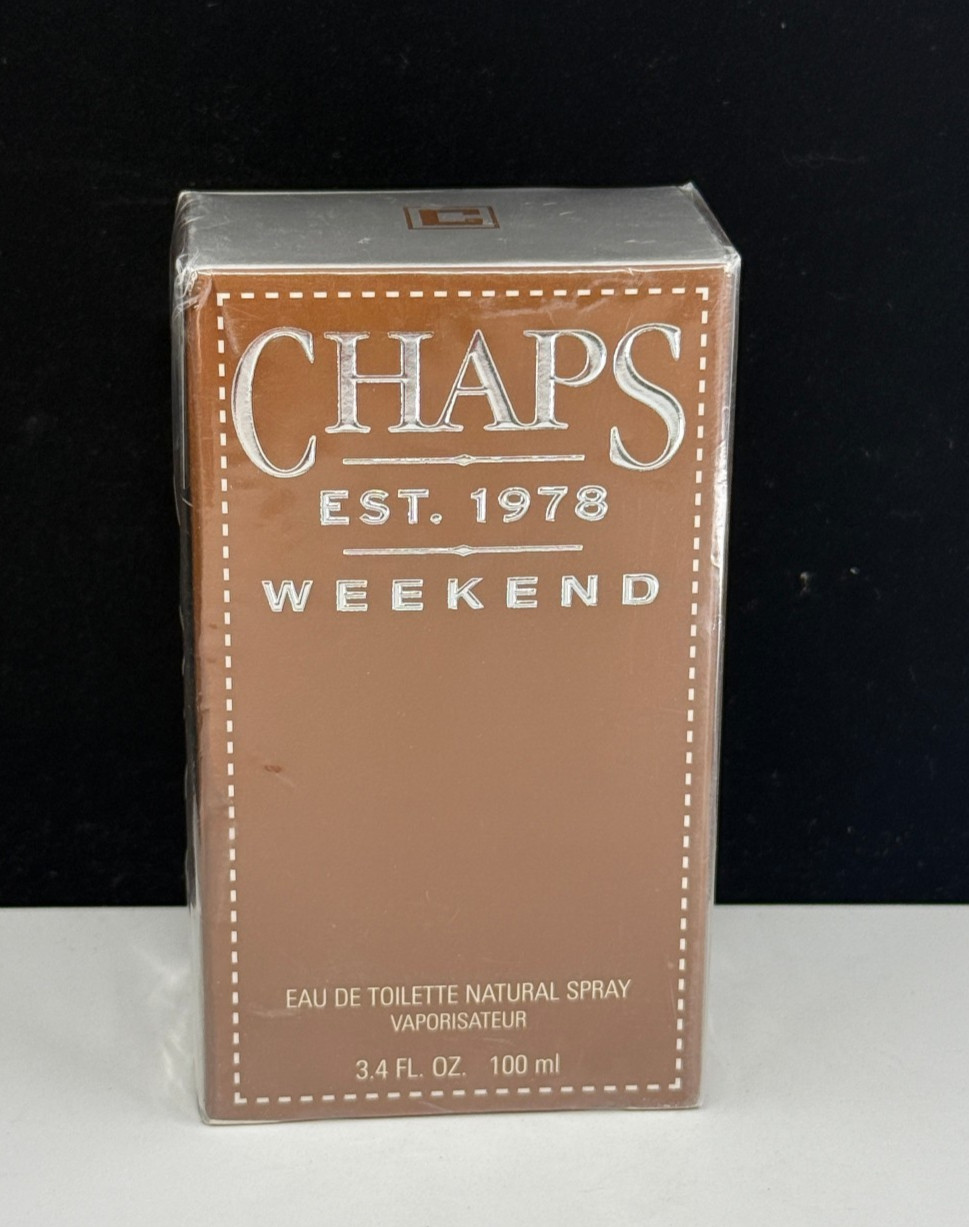 C
CHAPS
EST. 1978
WEEKEND
EAU DE TOILETTE NATURAL SPRAY
VAPORISATEUR
3.4 FL. OZ. 100 ml